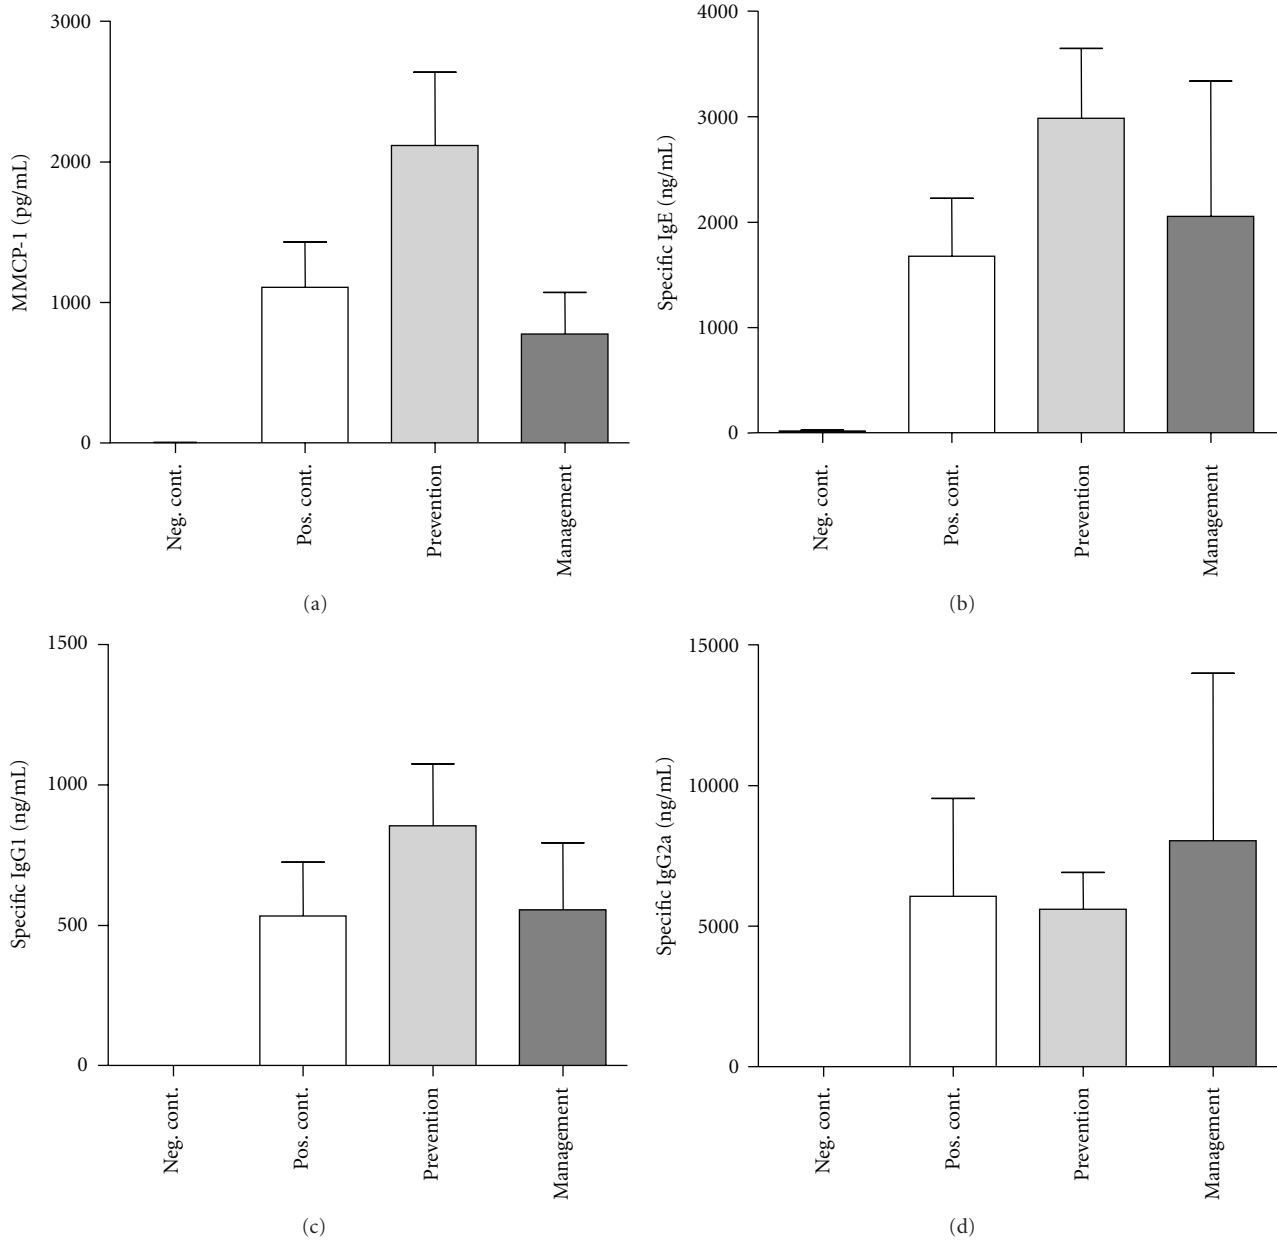 3000
2000
1000
0
MMCP-1 (pg/mL)
Neg. cont.
Pos. cont.
Prevention
Management
(a)
4000
3000
2000
1000
0
Specific IgE (ng/mL)
Neg. cont.
Pos. cont.
Prevention
Management
(b)
1500
1000
500
0
Specific IgG1 (ng/mL)
Neg. cont.
Pos. cont.
Prevention
Management
(c)
15000
10000
5000
0
Specific IgG2a (ng/mL)
Neg. cont.
Pos. cont.
Prevention
Management
(d)